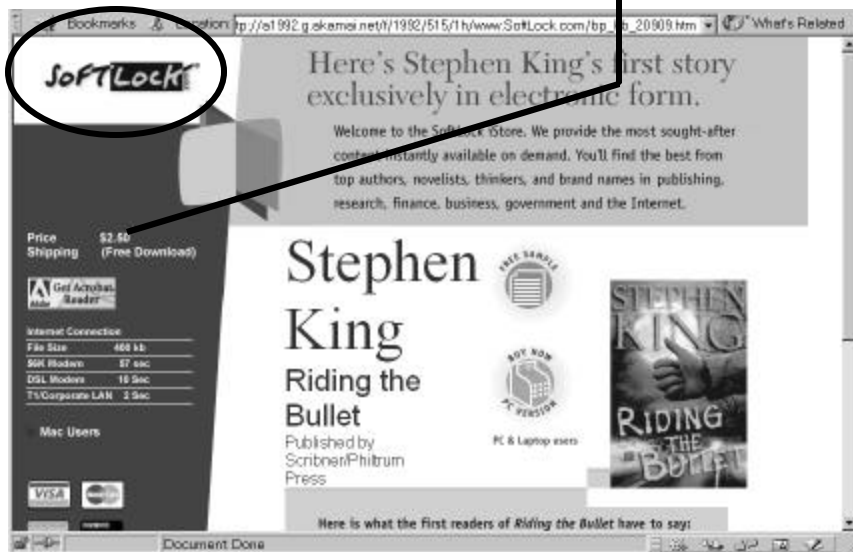 Bookmarks Location: tp://a1992.g.akamai.net/f/1992/515/1h/www.SoftLock.com/bp_ 20909.htm What's Related
SoftLock
Here's Stephen King's first story
exclusively in electronic form.
Welcome to the SoftLock iStore. We provide the most sought-after
content instantly available on demand. You'll find the best from
top authors, novelists, thinkers, and brand names in publishing,
research, finance, business, government and the Internet.
Price $2.50
Shipping (Free Download)
Adobe
Get Acrobat
Reader
Internet Connection
File Size 400 kb
56K Modem 57 sec
DSL Modem 10 Sec
T1/Corporate LAN 2 Sec
Mac Users
VISA
MasterCard
Stephen
King
Riding the
Bullet
Published by
Scribner/Philtrum
Press
FREE SAMPLE
BUY NOW
PC VERSION
PC & Laptop users
STEPHEN
KING
RIDING
THE
BULLET
Here is what the first readers of Riding the Bullet have to say:
Document Done